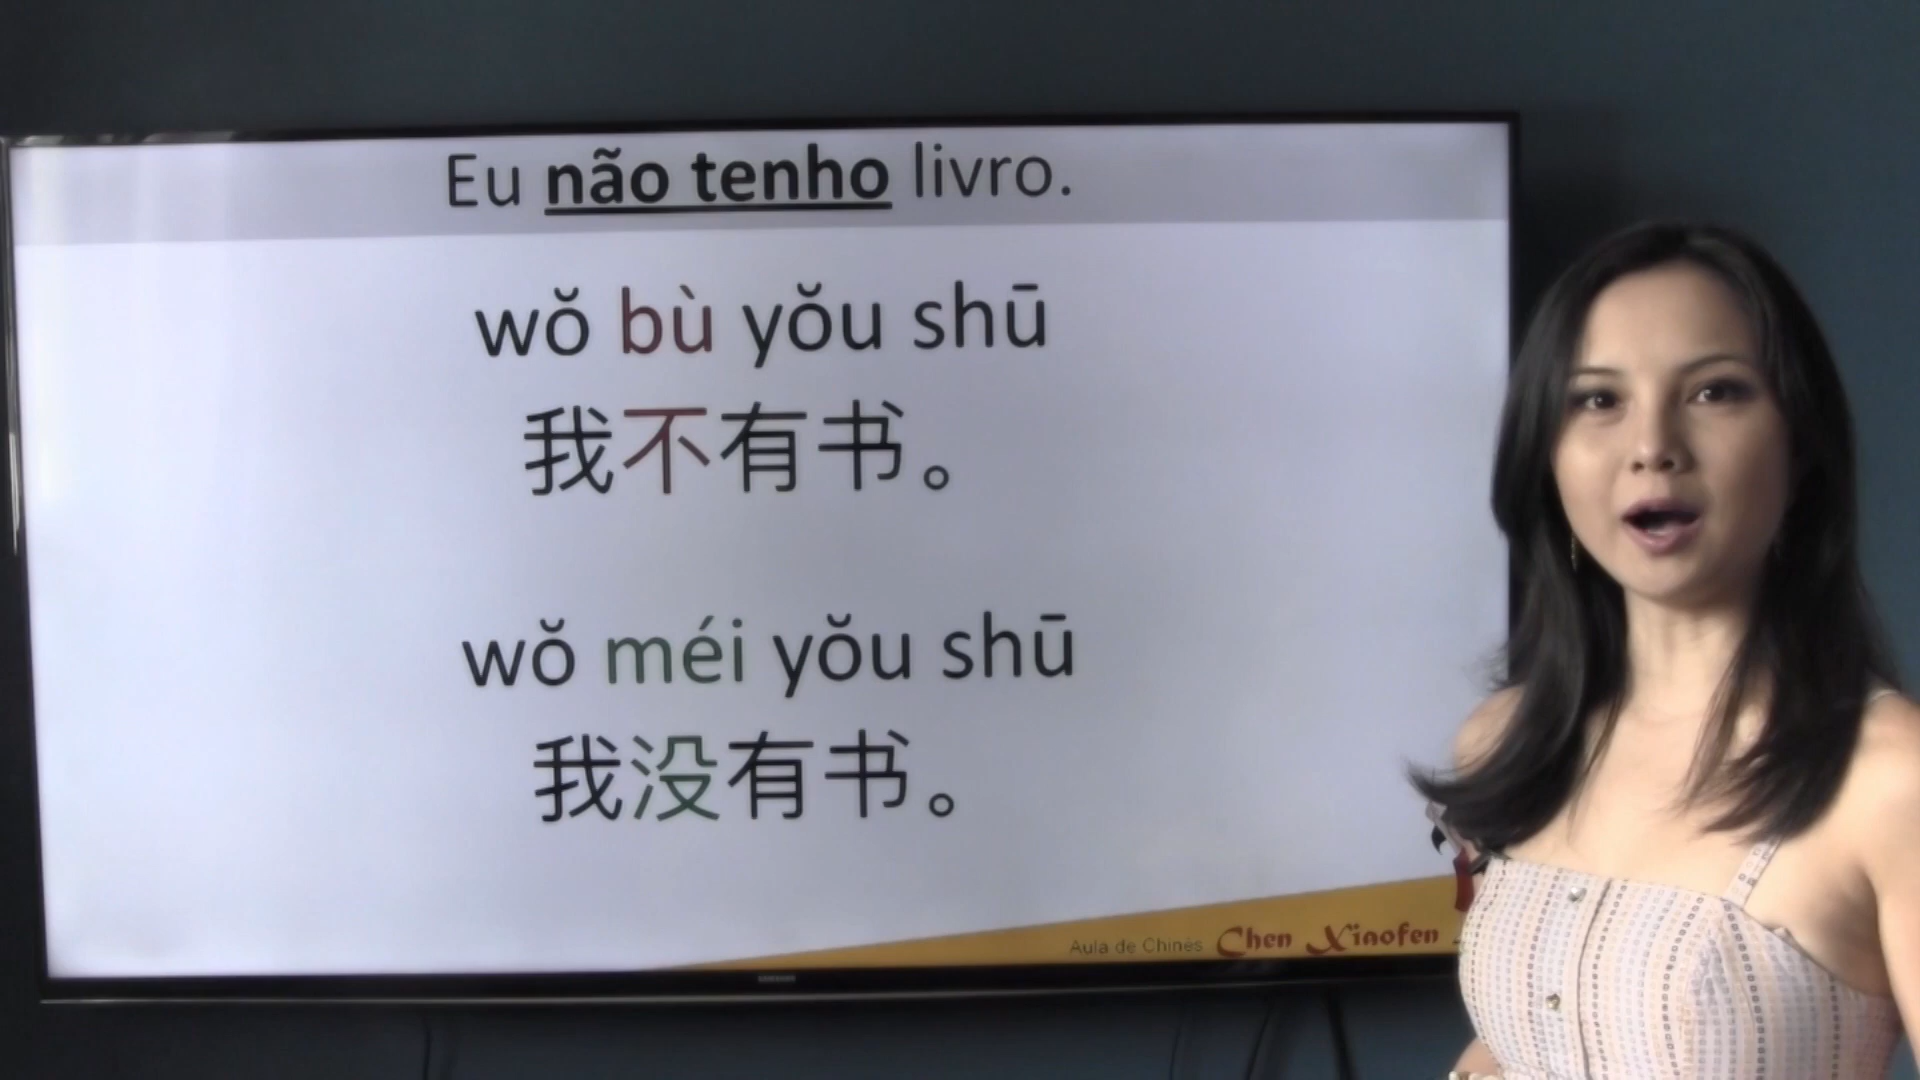 Eu não tenho livro.
wǒ bù yǒu shū
我不有书。
wǒ méi yǒu shū
我没有书。
Aula de Chinês Chen Xiaofen
SAMSUNG